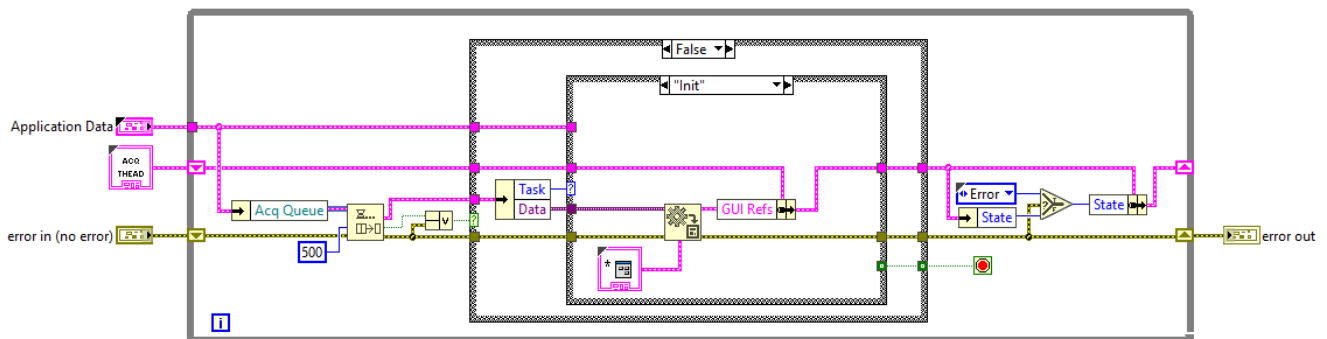 False
"Init"
Application Data
ACQ
THEAD
Task
Data
Acq Queue
GUI Refs
Error
State
State
error in (no error)
500
V
?
?
*
error out
i